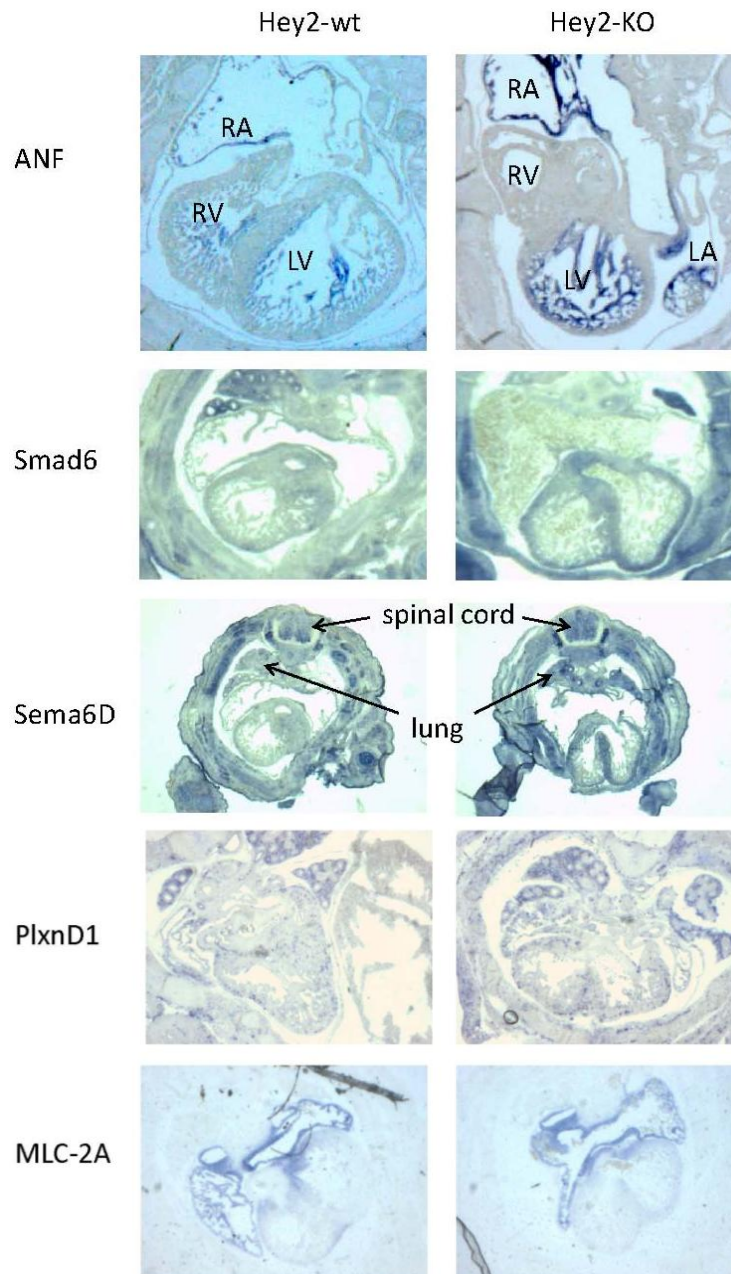 Hey2-wt Hey2-KO
ANF
RA RA
RV RV
LV LV LA
Smad6
spinal cord
Sema6D
lung
PlxnD1
MLC-2A